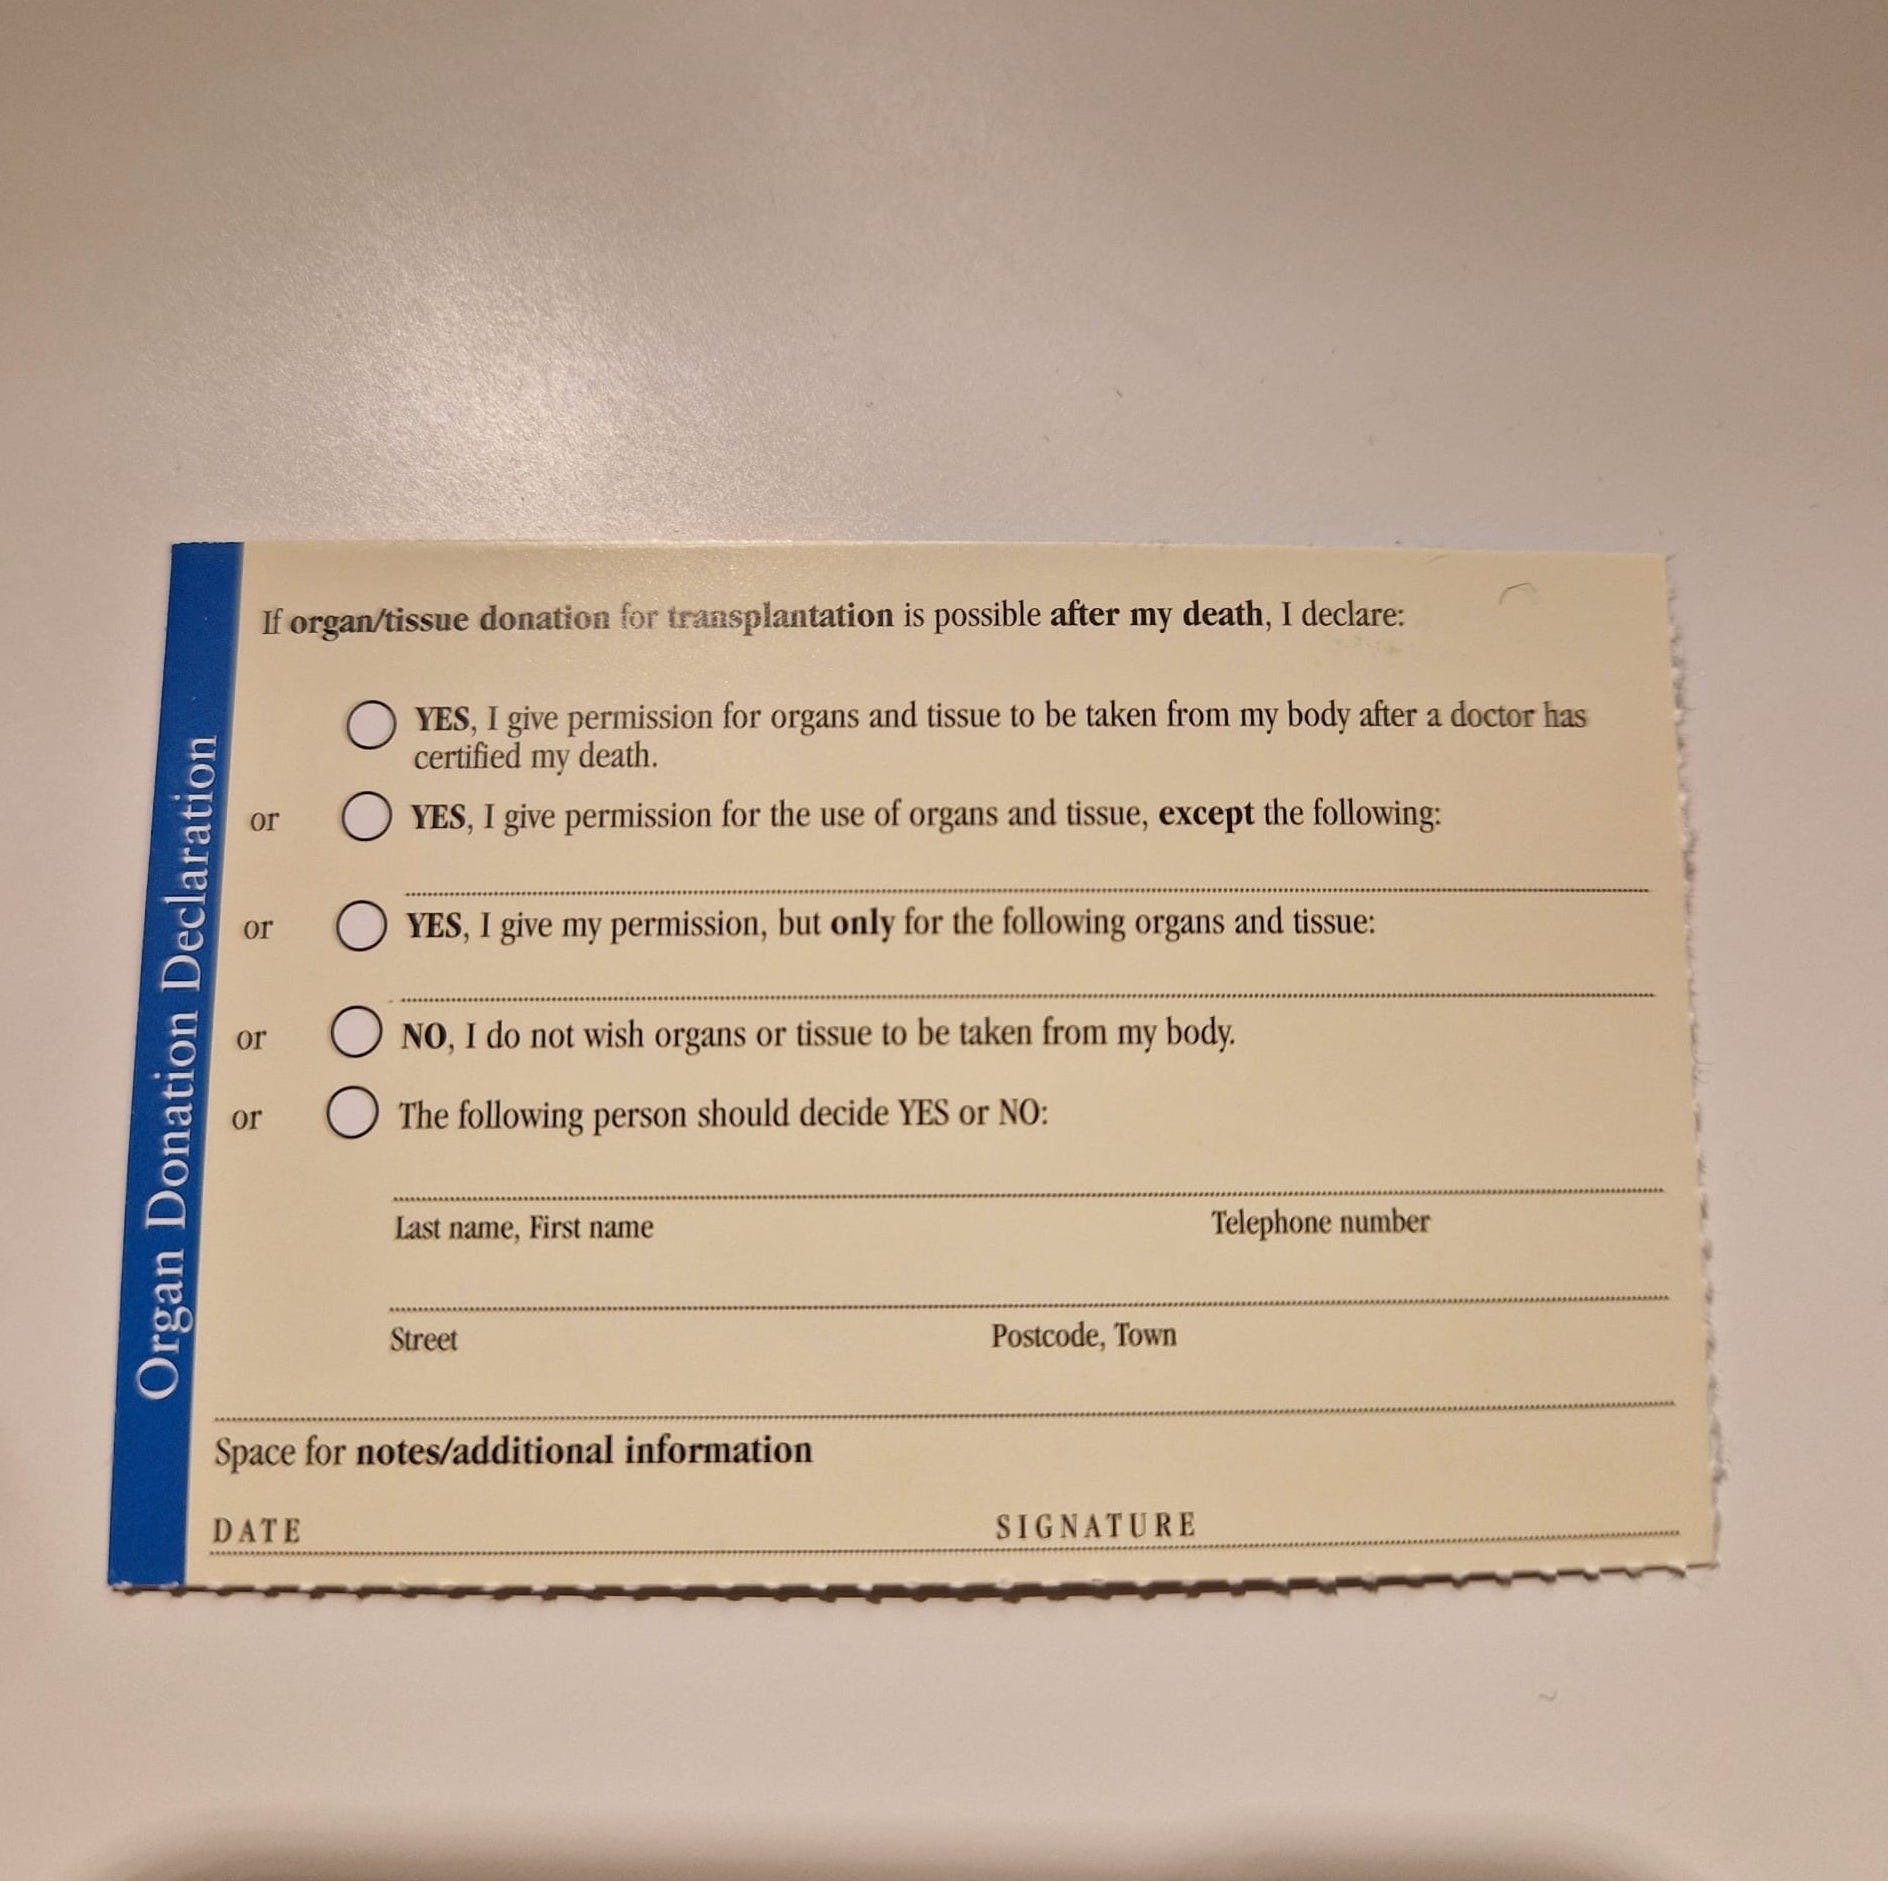 Organ Donation Declaration
If organ/tissue donation for transplantation is possible after my death, I declare:
YES, I give permission for organs and tissue to be taken from my body after a doctor has
certified my death.
or YES, I give permission for the use of organs and tissue, except the following:
or YES, I give my permission, but only for the following organs and tissue:
or NO, I do not wish organs or tissue to be taken from my body.
or The following person should decide YES or NO:
Last name, First name Telephone number
Street Postcode, Town
Space for notes/additional information
DATE SIGNATURE